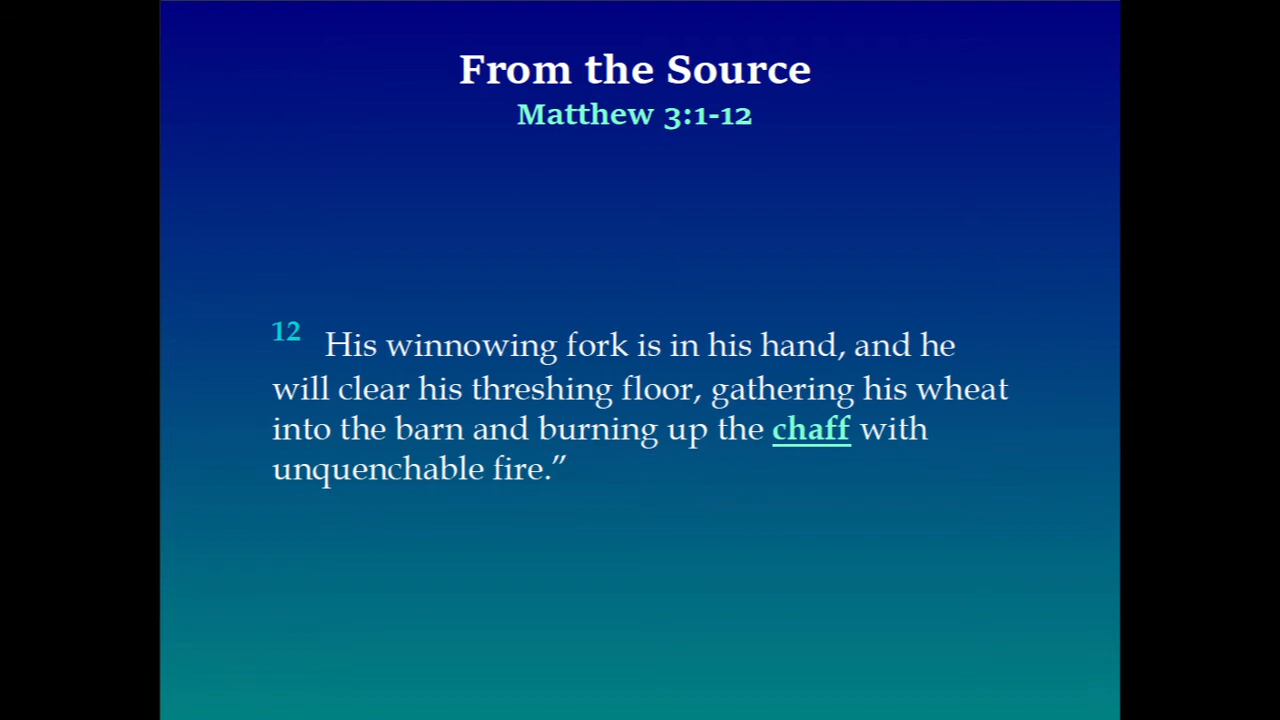 From the Source
Matthew 3:1-12
12 His winnowing fork is in his hand, and he
will clear his threshing floor, gathering his wheat
into the barn and burning up the chaff with
unquenchable fire.”